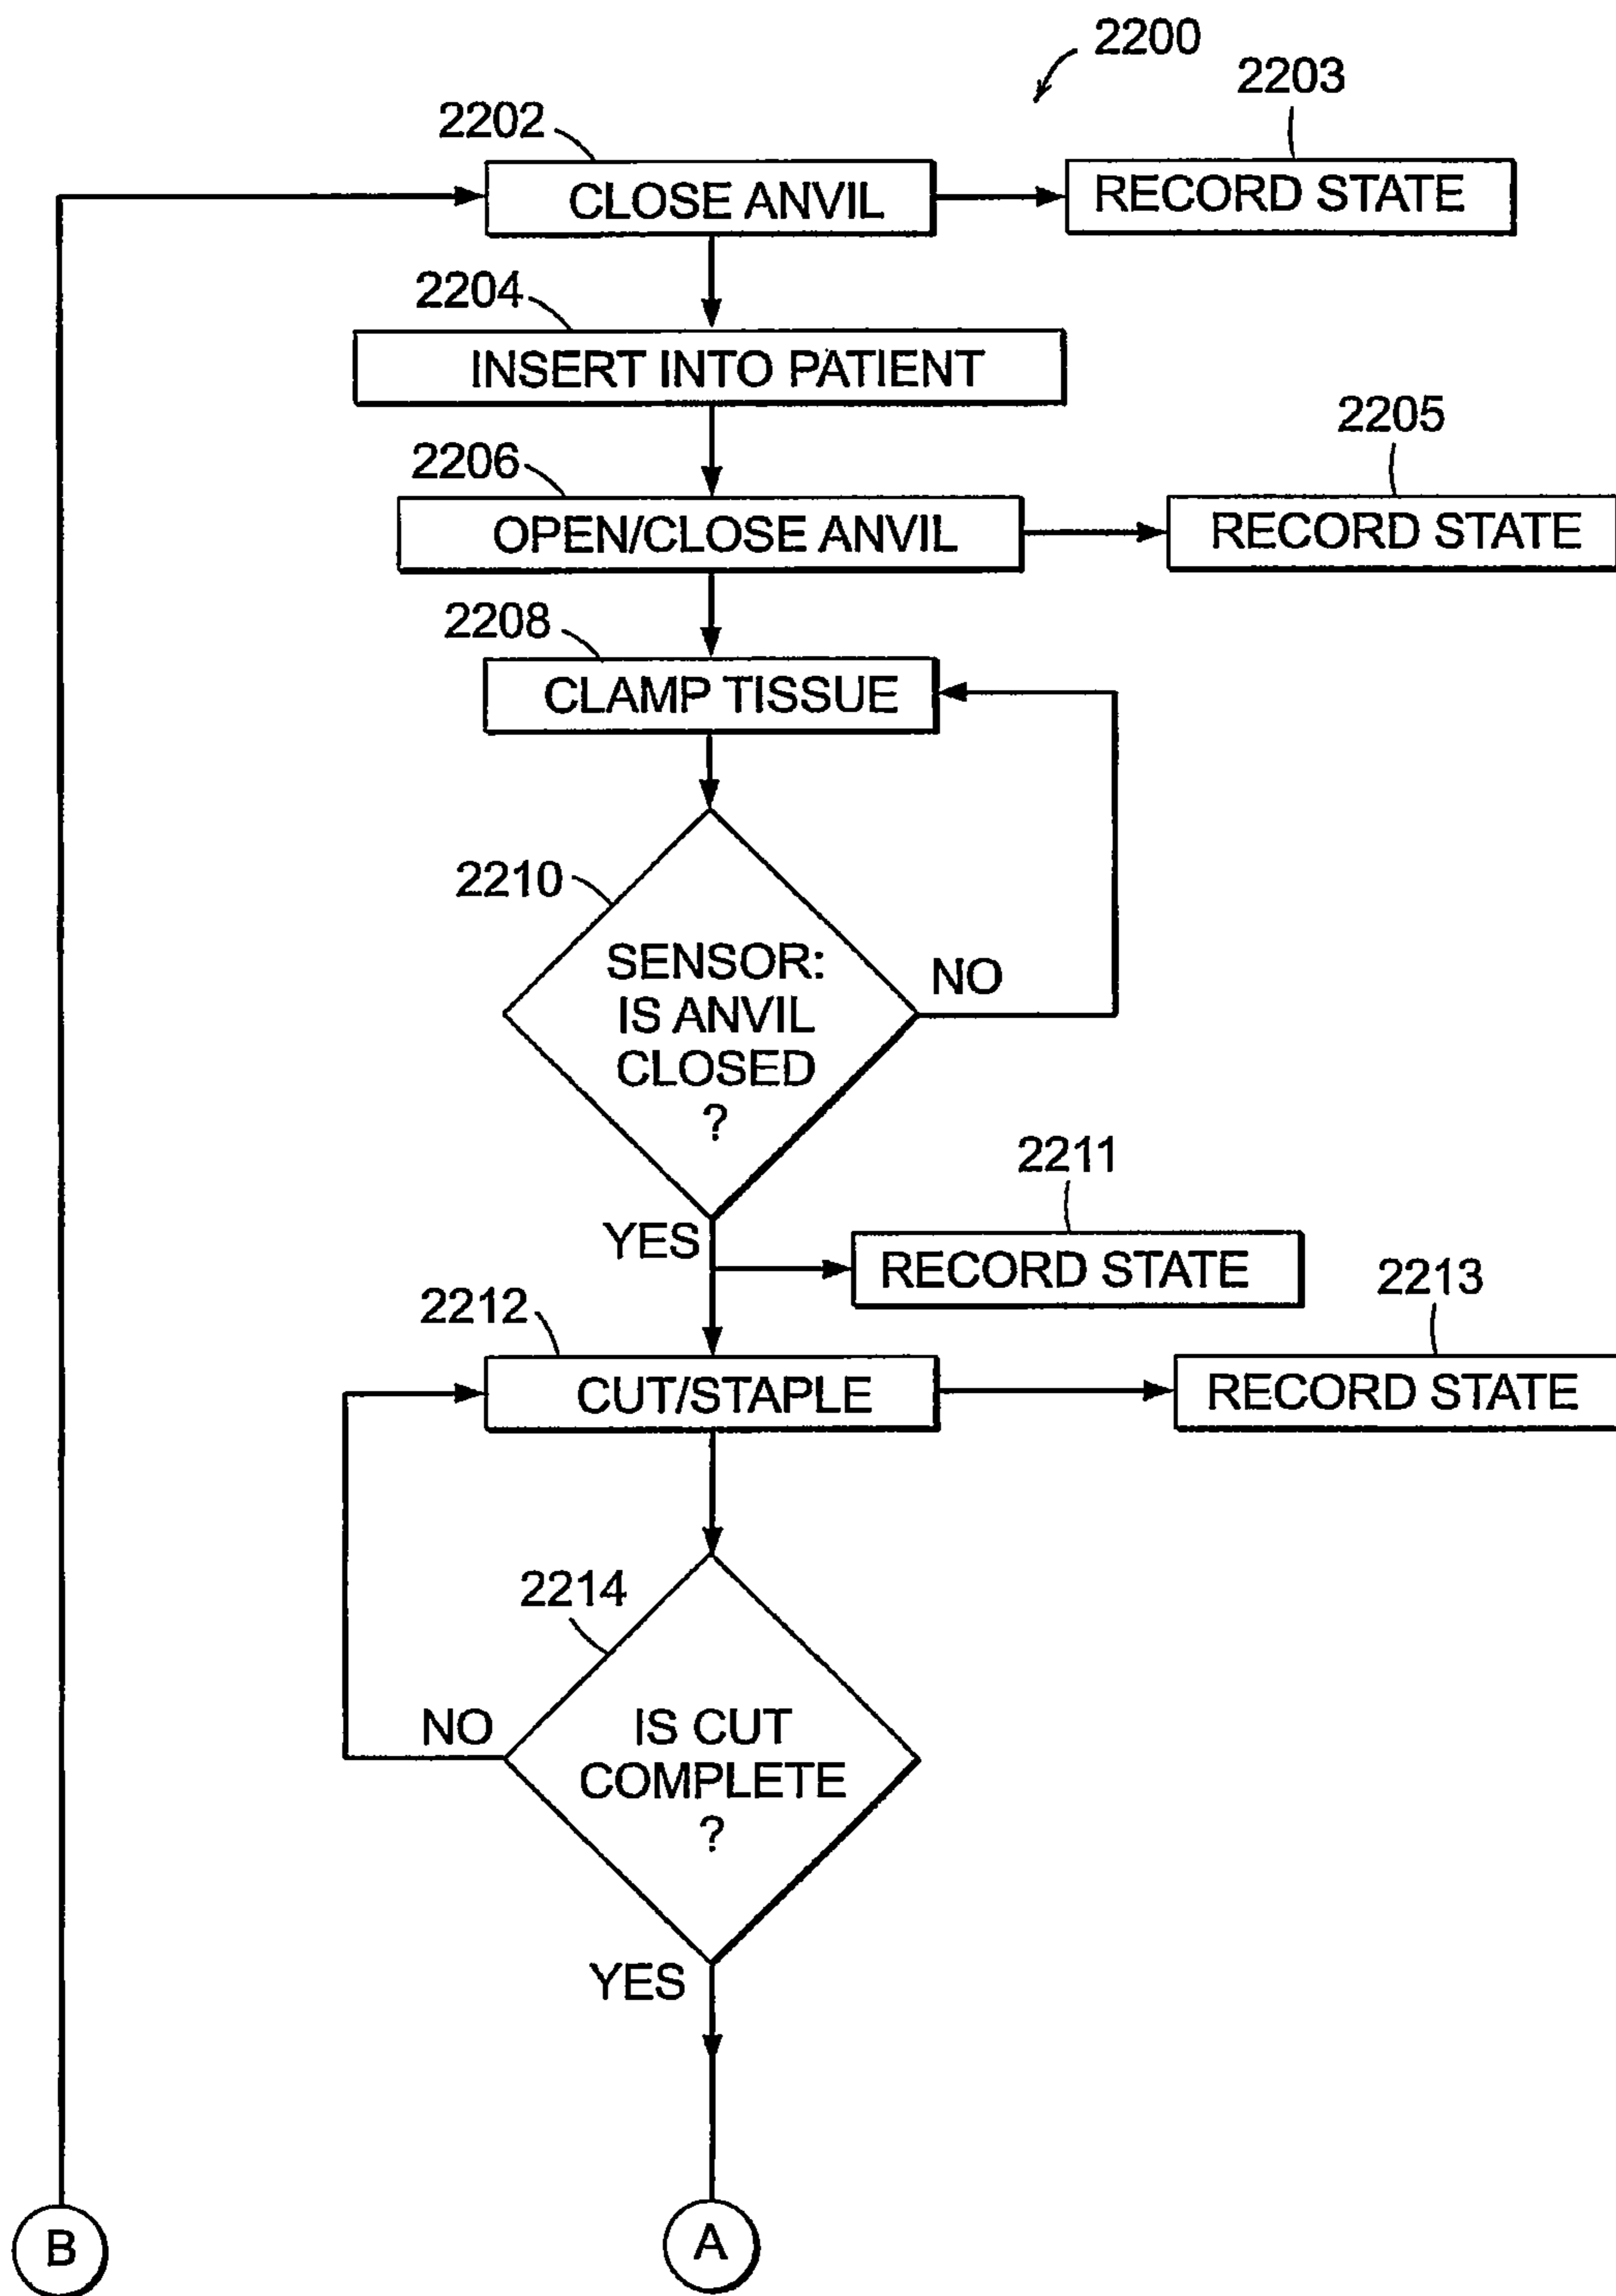 2200
2203
2202
CLOSE ANVIL
RECORD STATE
2204
INSERT INTO PATIENT
2205
2206
OPEN/CLOSE ANVIL
RECORD STATE
2208
CLAMP TISSUE
2210
SENSOR:
IS ANVIL
CLOSED
?
NO
2211
YES
RECORD STATE
2213
2212
CUT/STAPLE
RECORD STATE
2214
NO
IS CUT
COMPLETE
?
YES
B
A